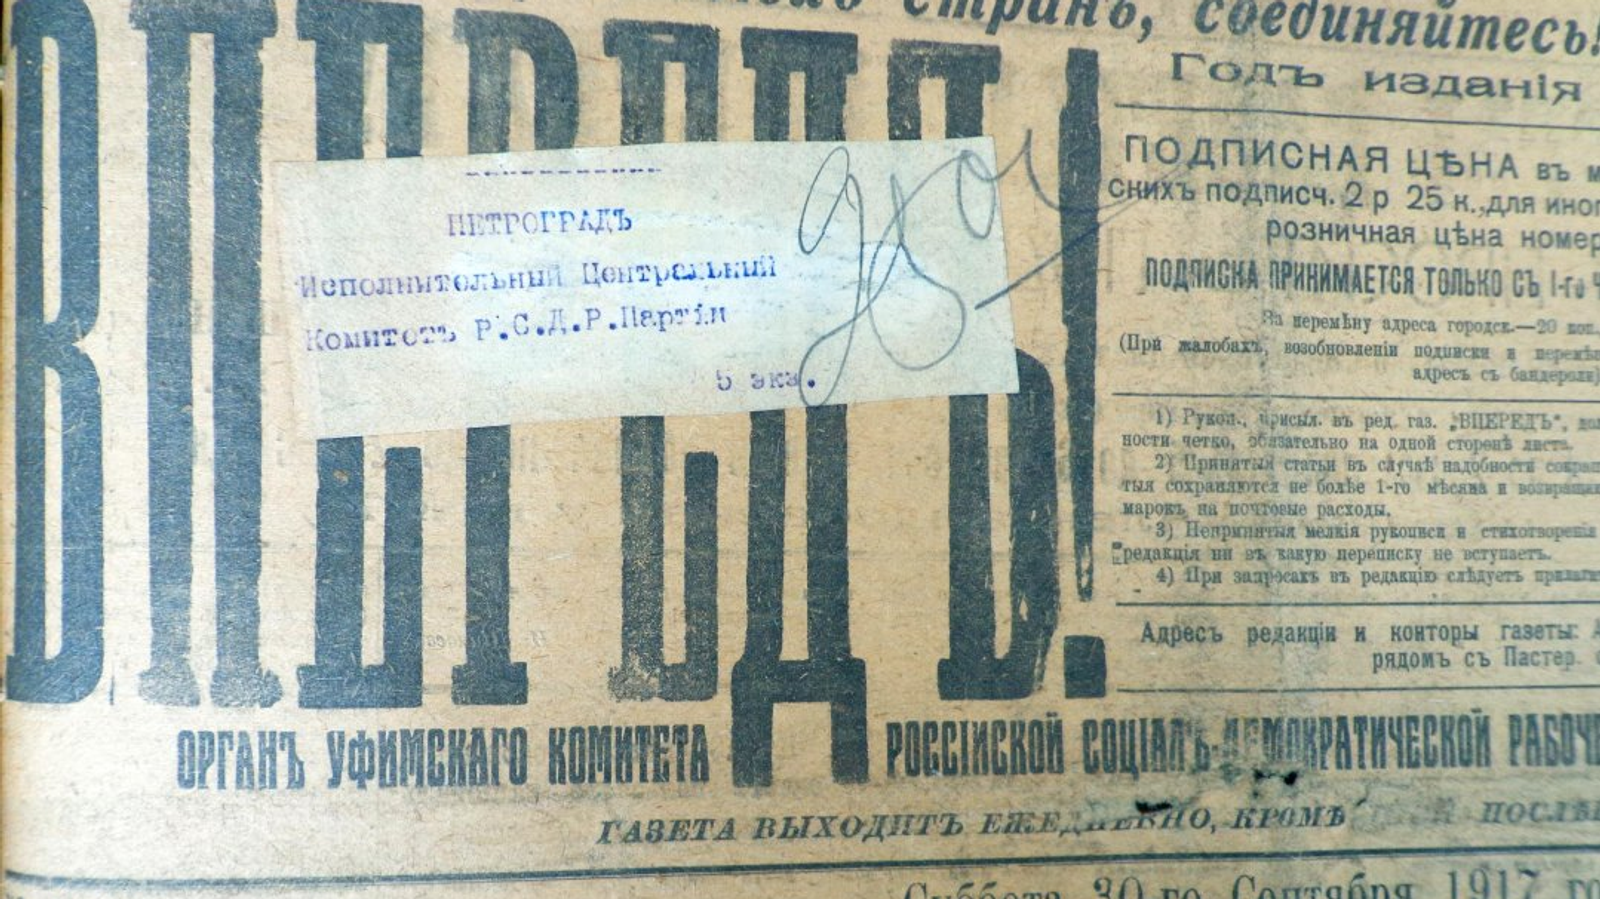 странъ, соединяйтесь!
Годъ изданія
ВПЕРЕДЪ!
ПЕТРОГРАДЪ
Исполнительный Центральный
Комитетъ Р.С.Д.Р.Партіи
5 экз.
ПОДПИСНАЯ ЦѢНА въ
скихъ подписч. 2 р 25 к., для
розничная цѣна
ПОДПИСКА ПРИНИМАЕТСЯ ТОЛЬКО СЪ 1-го
За перемѣну адреса городск.—20 коп.
(При жалобахъ, возобновленіи подписки и
адресъ съ бандероли)
1) Рукоп., присыл. въ ред. газ. „ВПЕРЕДЪ",
ности четко, обязательно на одной сторонѣ листа.
2) Принятыя статьи въ случаѣ надобности
тыя сохраняются не болѣе 1-го мѣсяца и
марокъ на почтовые расходы.
3) Непринятыя мелкія рукописи и стихотворенія
редакція ни въ какую переписку не вступаетъ.
4) При запросахъ въ редакцію слѣдуетъ
Адресъ редакціи и конторы газеты:
рядомъ съ Пастер.
ОРГАНЪ УФИМСКАГО КОМИТЕТА РОССІЙСКОЙ СОЦІАЛЪ-ДЕМОКРАТИЧЕСКОЙ
ГАЗЕТА ВЫХОДИТЪ ЕЖЕДНЕВНО, КРОМѢ
Суббота 30-го Сентября 1917